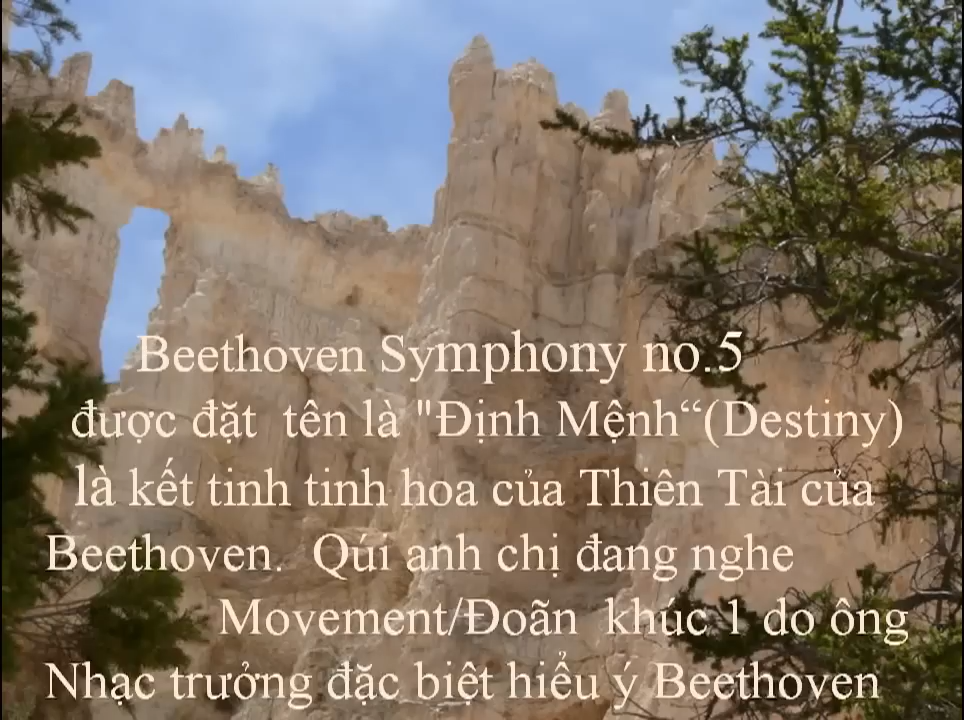 Beethoven Symphony no.5
được đặt tên là "Định Mệnh“(Destiny)
là kết tinh tinh hoa của Thiên Tài của
Beethoven. Qúi anh chị đang nghe
Movement/Đoãn khúc 1 do ông
Nhạc trưởng đặc biệt hiểu ý Beethoven